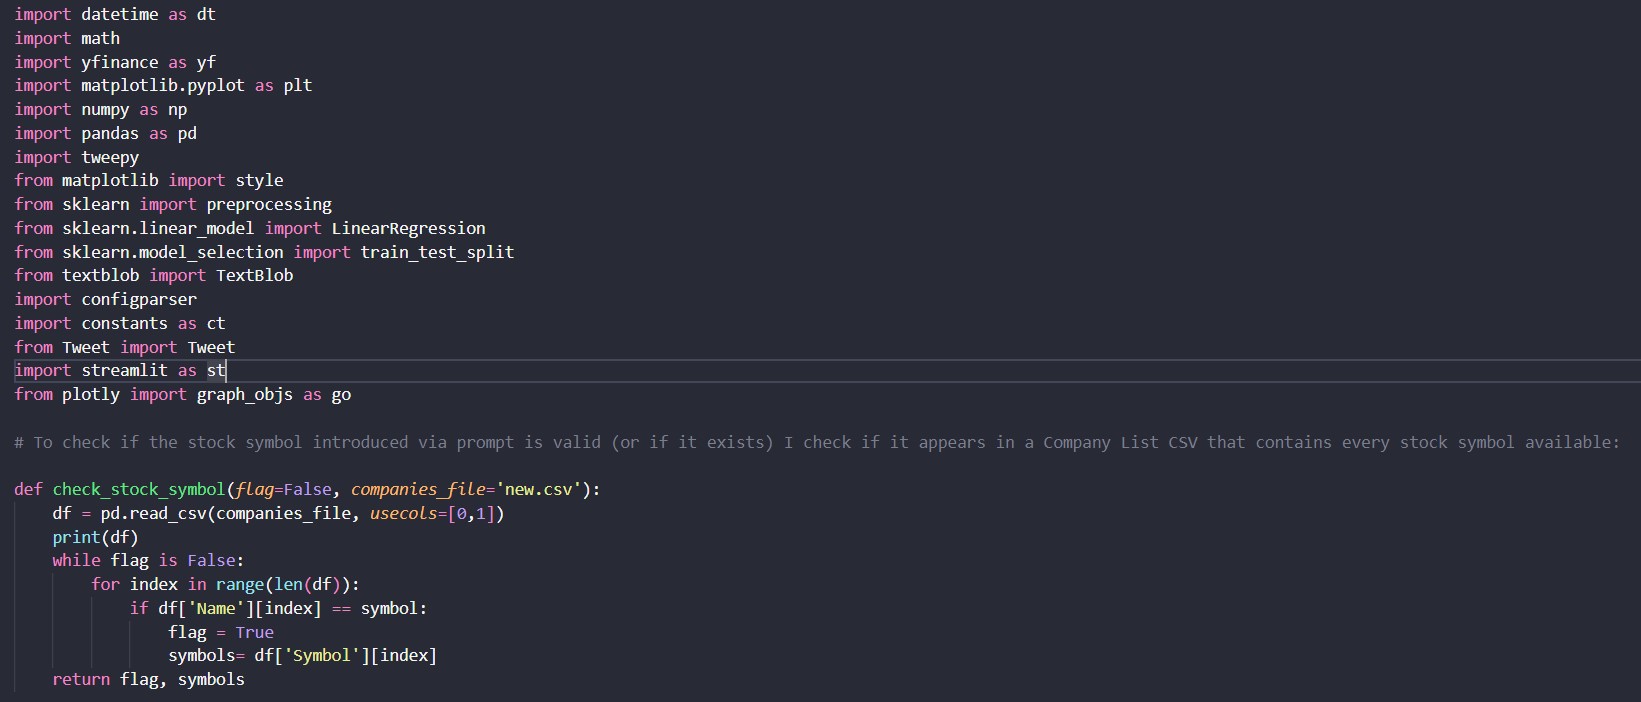 import datetime as dt
import math
import yfinance as yf
import matplotlib.pyplot as plt
import numpy as np
import pandas as pd
import tweepy
from matplotlib import style
from sklearn import preprocessing
from sklearn.linear_model import LinearRegression
from sklearn.model_selection import train_test_split
from textblob import TextBlob
import configparser
import constants as ct
from Tweet import Tweet
import streamlit as st
from plotly import graph_objs as go

# To check if the stock symbol introduced via prompt is valid (or if it exists) I check if it appears in a Company List CSV that contains every stock symbol available:

def check_stock_symbol(flag=False, companies_file='new.csv'):
    df = pd.read_csv(companies_file, usecols=[0,1])
    print(df)
    while flag is False:
        for index in range(len(df)):
            if df['Name'][index] == symbol:
                flag = True
                symbols= df['Symbol'][index]
    return flag, symbols